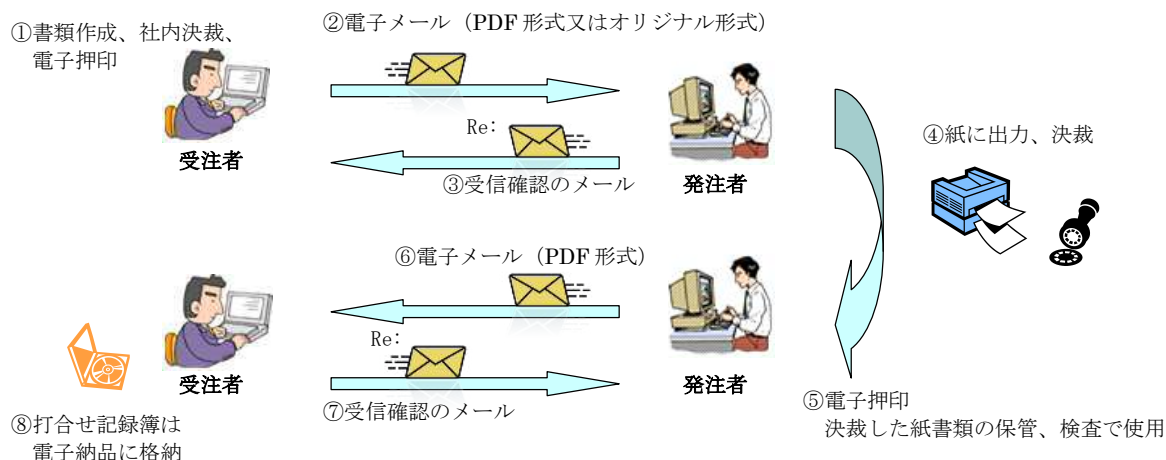 ①書類作成、社内決裁、
電子押印
②電子メール（PDF 形式又はオリジナル形式）
Re:
③受信確認のメール
受注者
発注者
④紙に出力、決裁
⑤電子押印
決裁した紙書類の保管、検査で使用
⑥電子メール（PDF 形式）
Re:
⑦受信確認のメール
受注者
発注者
⑧打合せ記録簿は
電子納品に格納